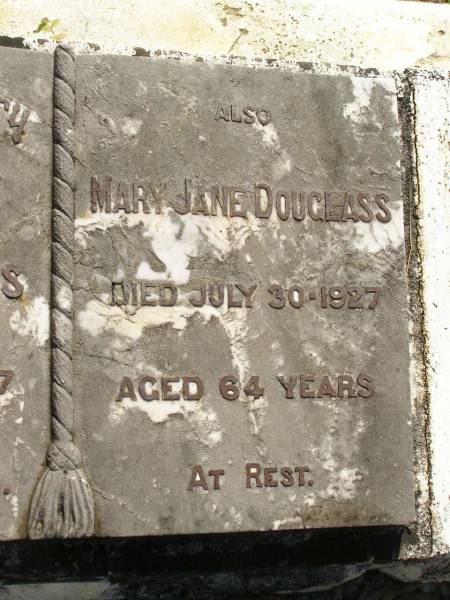 ALSO
MARY JANE DOUGLASS
DIED JULY 30-1927
AGED 64 YEARS
AT REST.